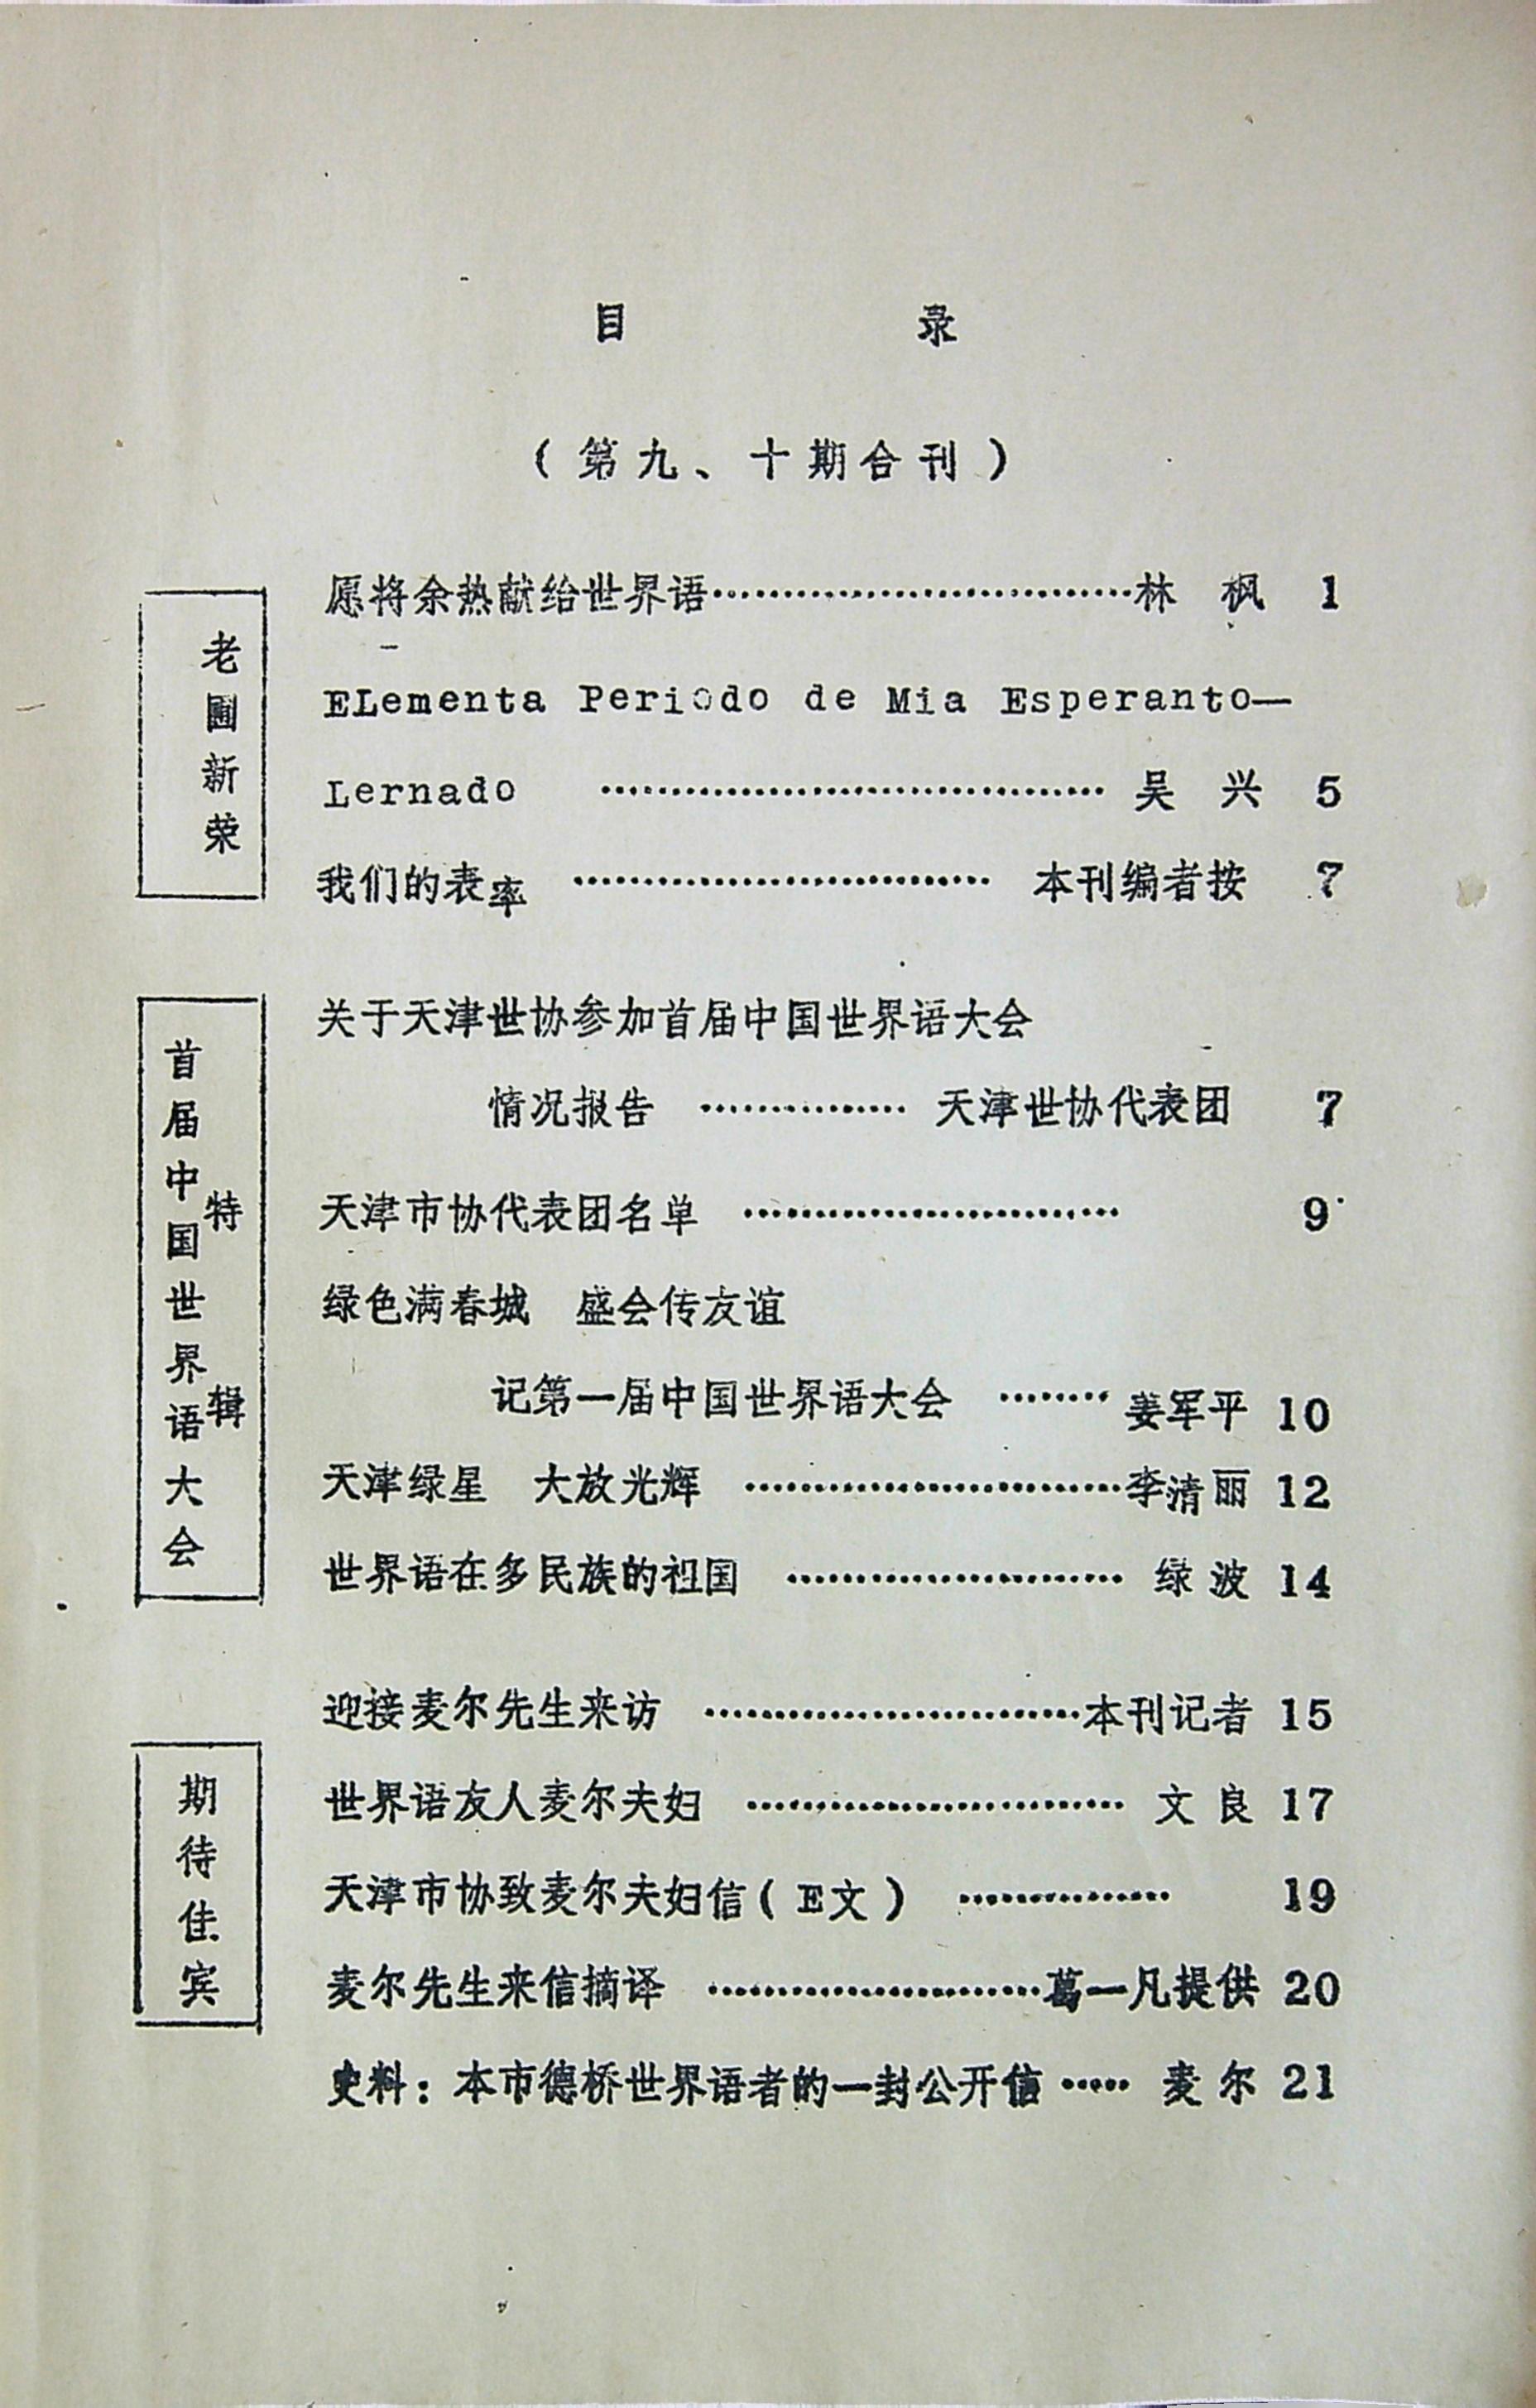 目 录
（第九、十期合刊）
老圃新荣
愿将余热献给世界语……………………………林 枫 1
ELementa Periodo de Mia Esperanto—
Lernado ……………………………… 吴 兴 5
我们的表率 ………………………… 本刊编者按 7
首届中国世界语大会
特辑
关于天津世协参加首届中国世界语大会
情况报告 …………… 天津世协代表团 7
天津市协代表团名单 ……………………… 9
绿色满春城 盛会传友谊
记第一届中国世界语大会 ……… 姜军平 10
天津绿星 大放光辉 ………………………李清丽 12
世界语在多民族的祖国 …………………… 绿波 14
期待佳宾
迎接麦尔先生来访 ………………………本刊记者 15
世界语友人麦尔夫妇 ……………………… 文良 17
天津市协致麦尔夫妇信（E文） …………… 19
麦尔先生来信摘译 ……………………葛一凡提供 20
史料：本市德桥世界语者的一封公开信 …… 麦尔 21